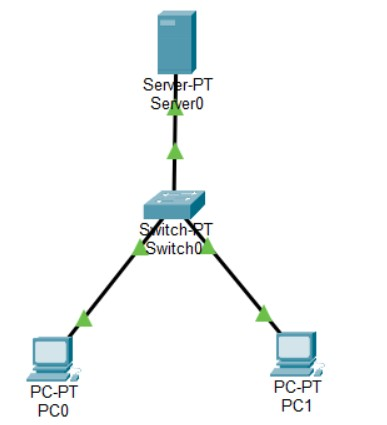 Server-PT
Server0
Switch-PT
Switch0
PC-PT
PC0
PC-PT
PC1